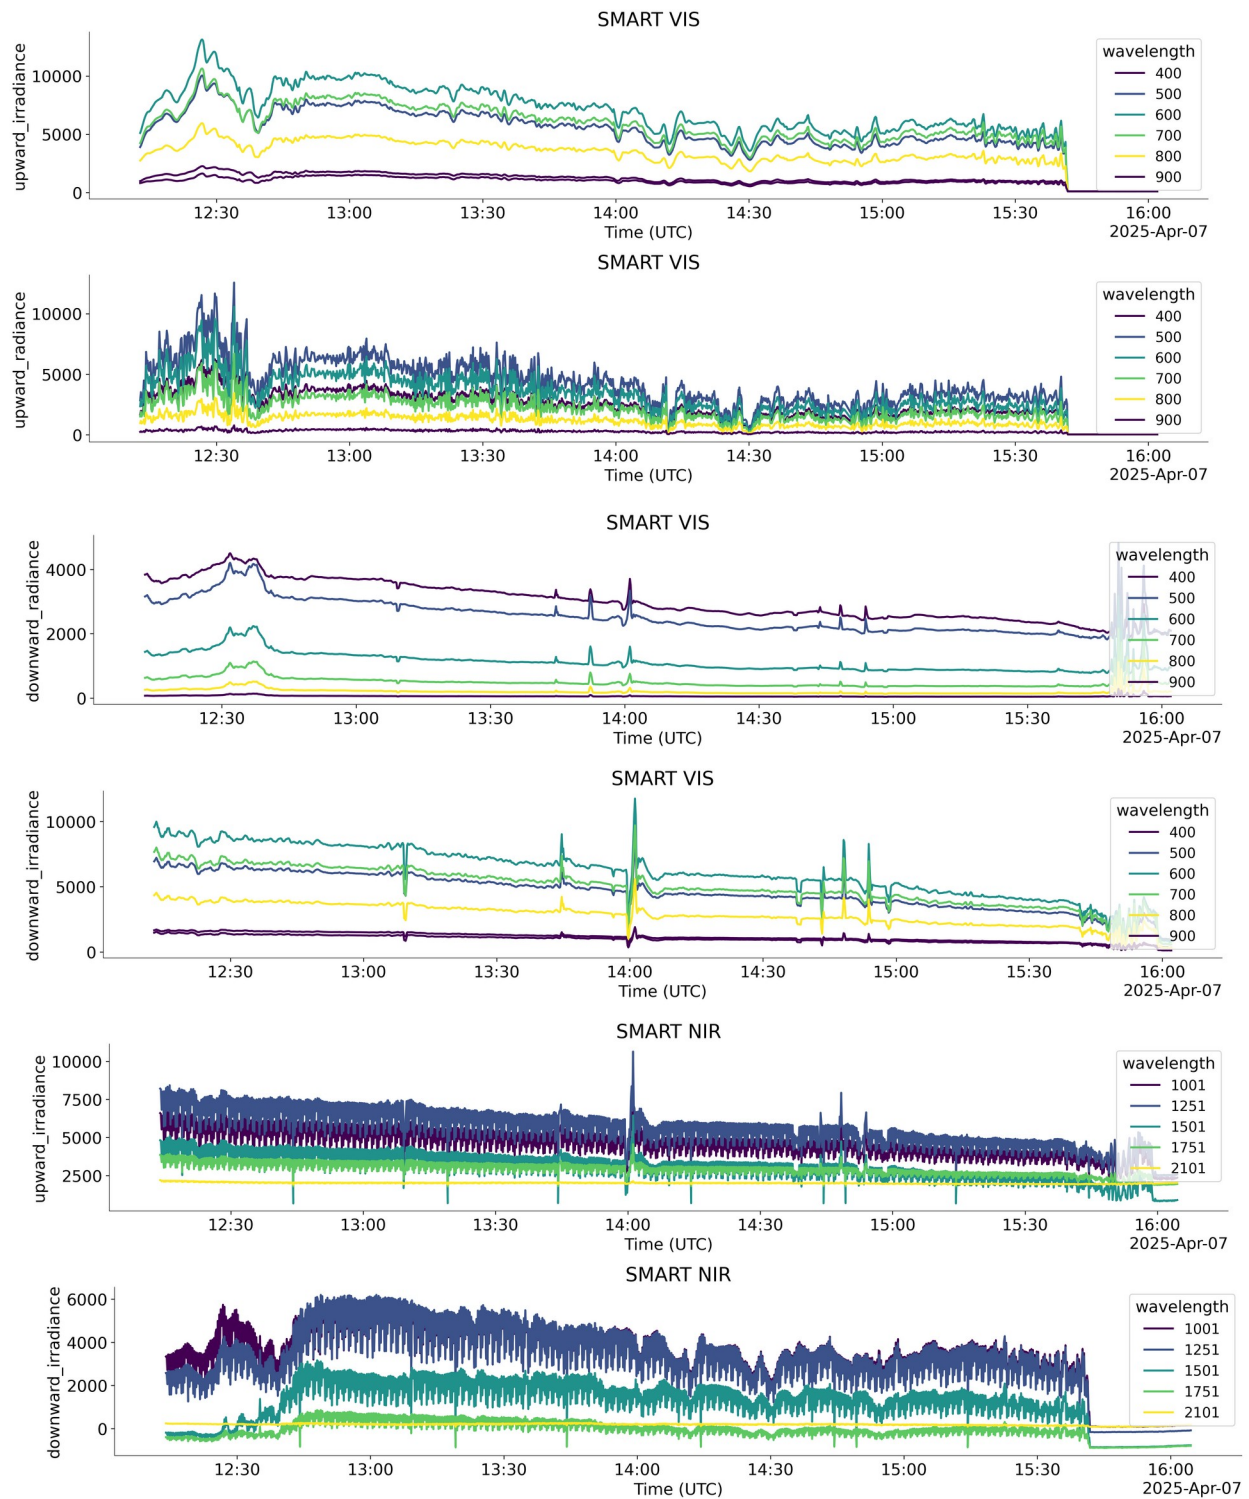 SMART VIS
upward_irradiance
10000
5000
0
12:30 13:00 13:30 14:00 14:30 15:00 15:30 16:00
Time (UTC)
2025-Apr-07
wavelength
400
500
600
700
800
900
SMART VIS
upward_radiance
10000
5000
0
12:30 13:00 13:30 14:00 14:30 15:00 15:30 16:00
Time (UTC)
2025-Apr-07
wavelength
400
500
600
700
800
900
SMART VIS
downward_radiance
4000
2000
0
12:30 13:00 13:30 14:00 14:30 15:00 15:30 16:00
Time (UTC)
2025-Apr-07
wavelength
400
500
600
700
800
900
SMART VIS
downward_irradiance
10000
5000
0
12:30 13:00 13:30 14:00 14:30 15:00 15:30 16:00
Time (UTC)
2025-Apr-07
wavelength
400
500
600
700
800
900
SMART NIR
upward_irradiance
10000
7500
5000
2500
12:30 13:00 13:30 14:00 14:30 15:00 15:30 16:00
Time (UTC)
2025-Apr-07
wavelength
1001
1251
1501
1751
2101
SMART NIR
downward_irradiance
6000
4000
2000
0
12:30 13:00 13:30 14:00 14:30 15:00 15:30 16:00
Time (UTC)
2025-Apr-07
wavelength
1001
1251
1501
1751
2101